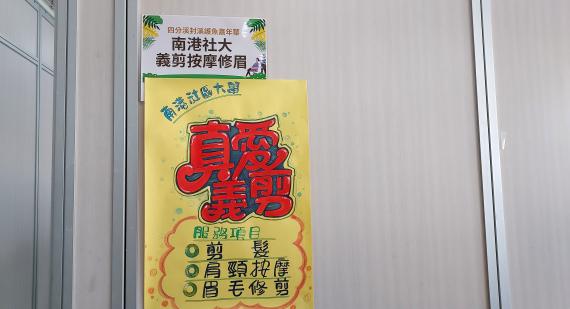 四分溪封溪護魚嘉年華
南港社大
義剪按摩修眉
南港社區大學
真愛
義剪
服務項目
剪髮
肩頸按摩
眉毛修剪